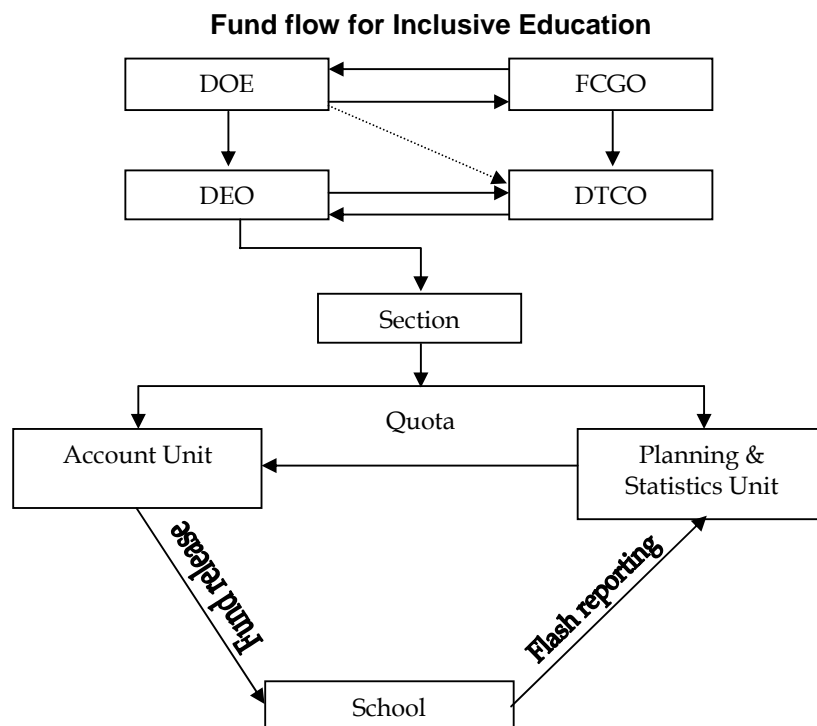 Fund flow for Inclusive Education
DOE
FCGO
DEO
DTCO
Section
Quota
Account Unit
Planning &
Statistics Unit
Fund release
Flash reporting
School